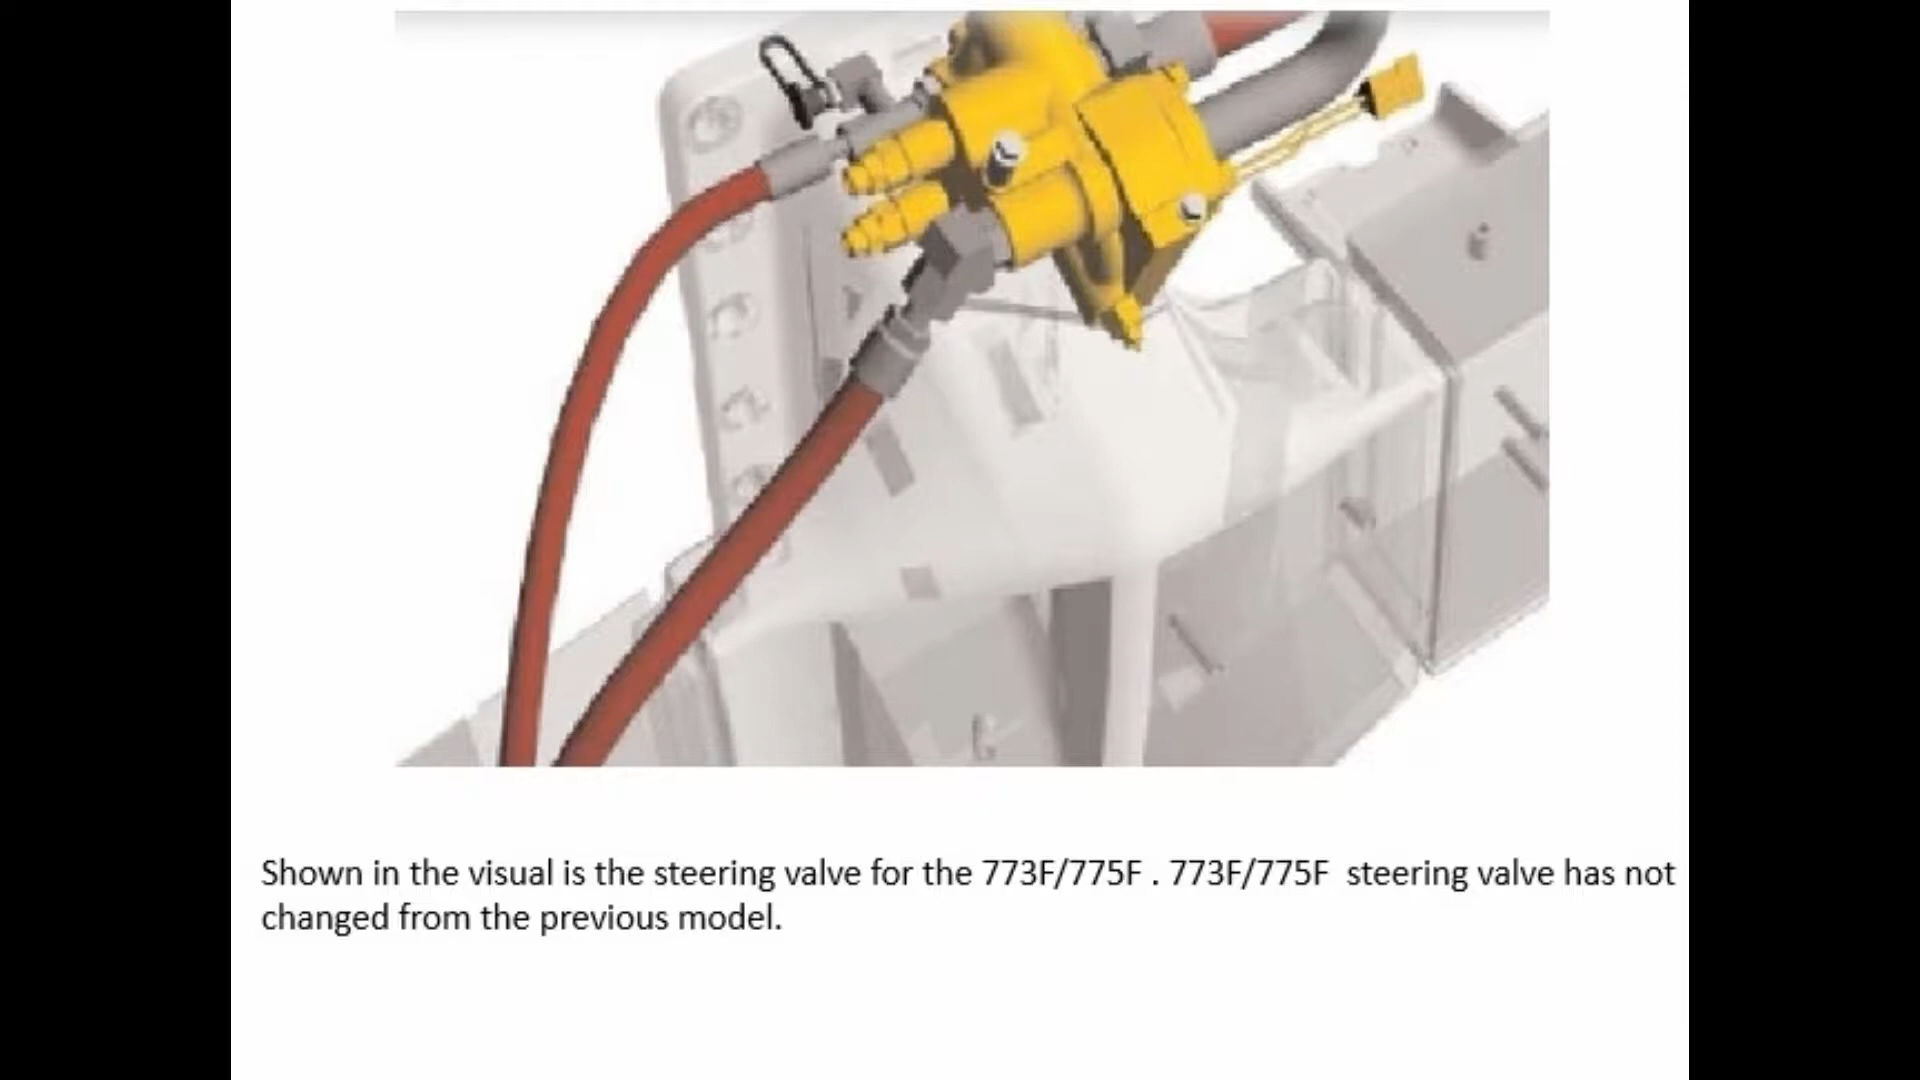 Shown in the visual is the steering valve for the 773F/775F . 773F/775F  steering valve has not
changed from the previous model.